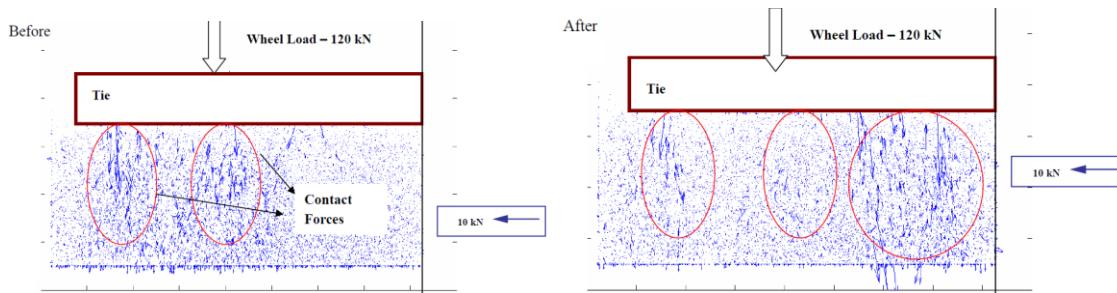 Before
Wheel Load – 120 kN
Tie
Contact
Forces
10 kN
After
Wheel Load – 120 kN
Tie
10 kN